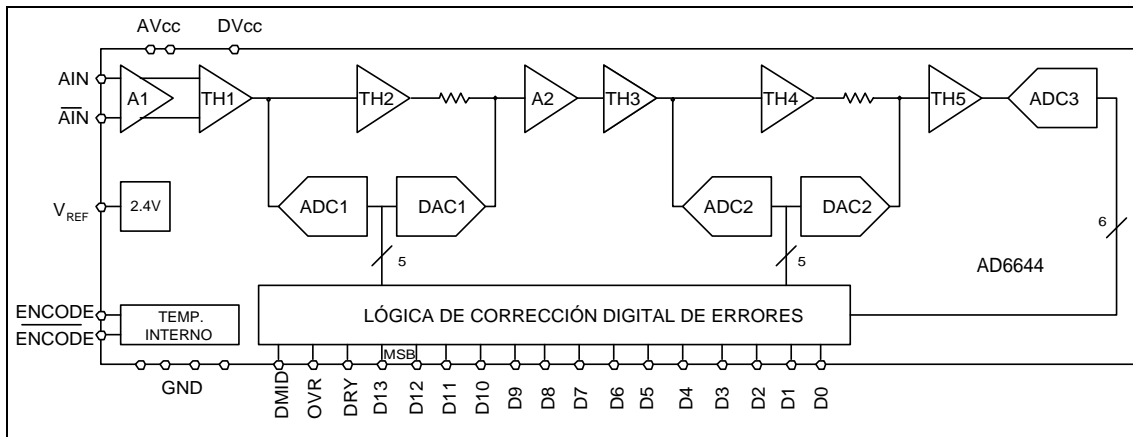 AVcc DVcc
AIN
A1 TH1 TH2 A2 TH3 TH4 TH5 ADC3
AIN
ADC1 DAC1 ADC2 DAC2
VREF 2.4V
6
5 5
AD6644
ENCODE
ENCODE
TEMP.
INTERNO
LÓGICA DE CORRECCIÓN DIGITAL DE ERRORES
MSB
GND
DMID OVR DRY D13 D12 D11 D10 D9 D8 D7 D6 D5 D4 D3 D2 D1 D0